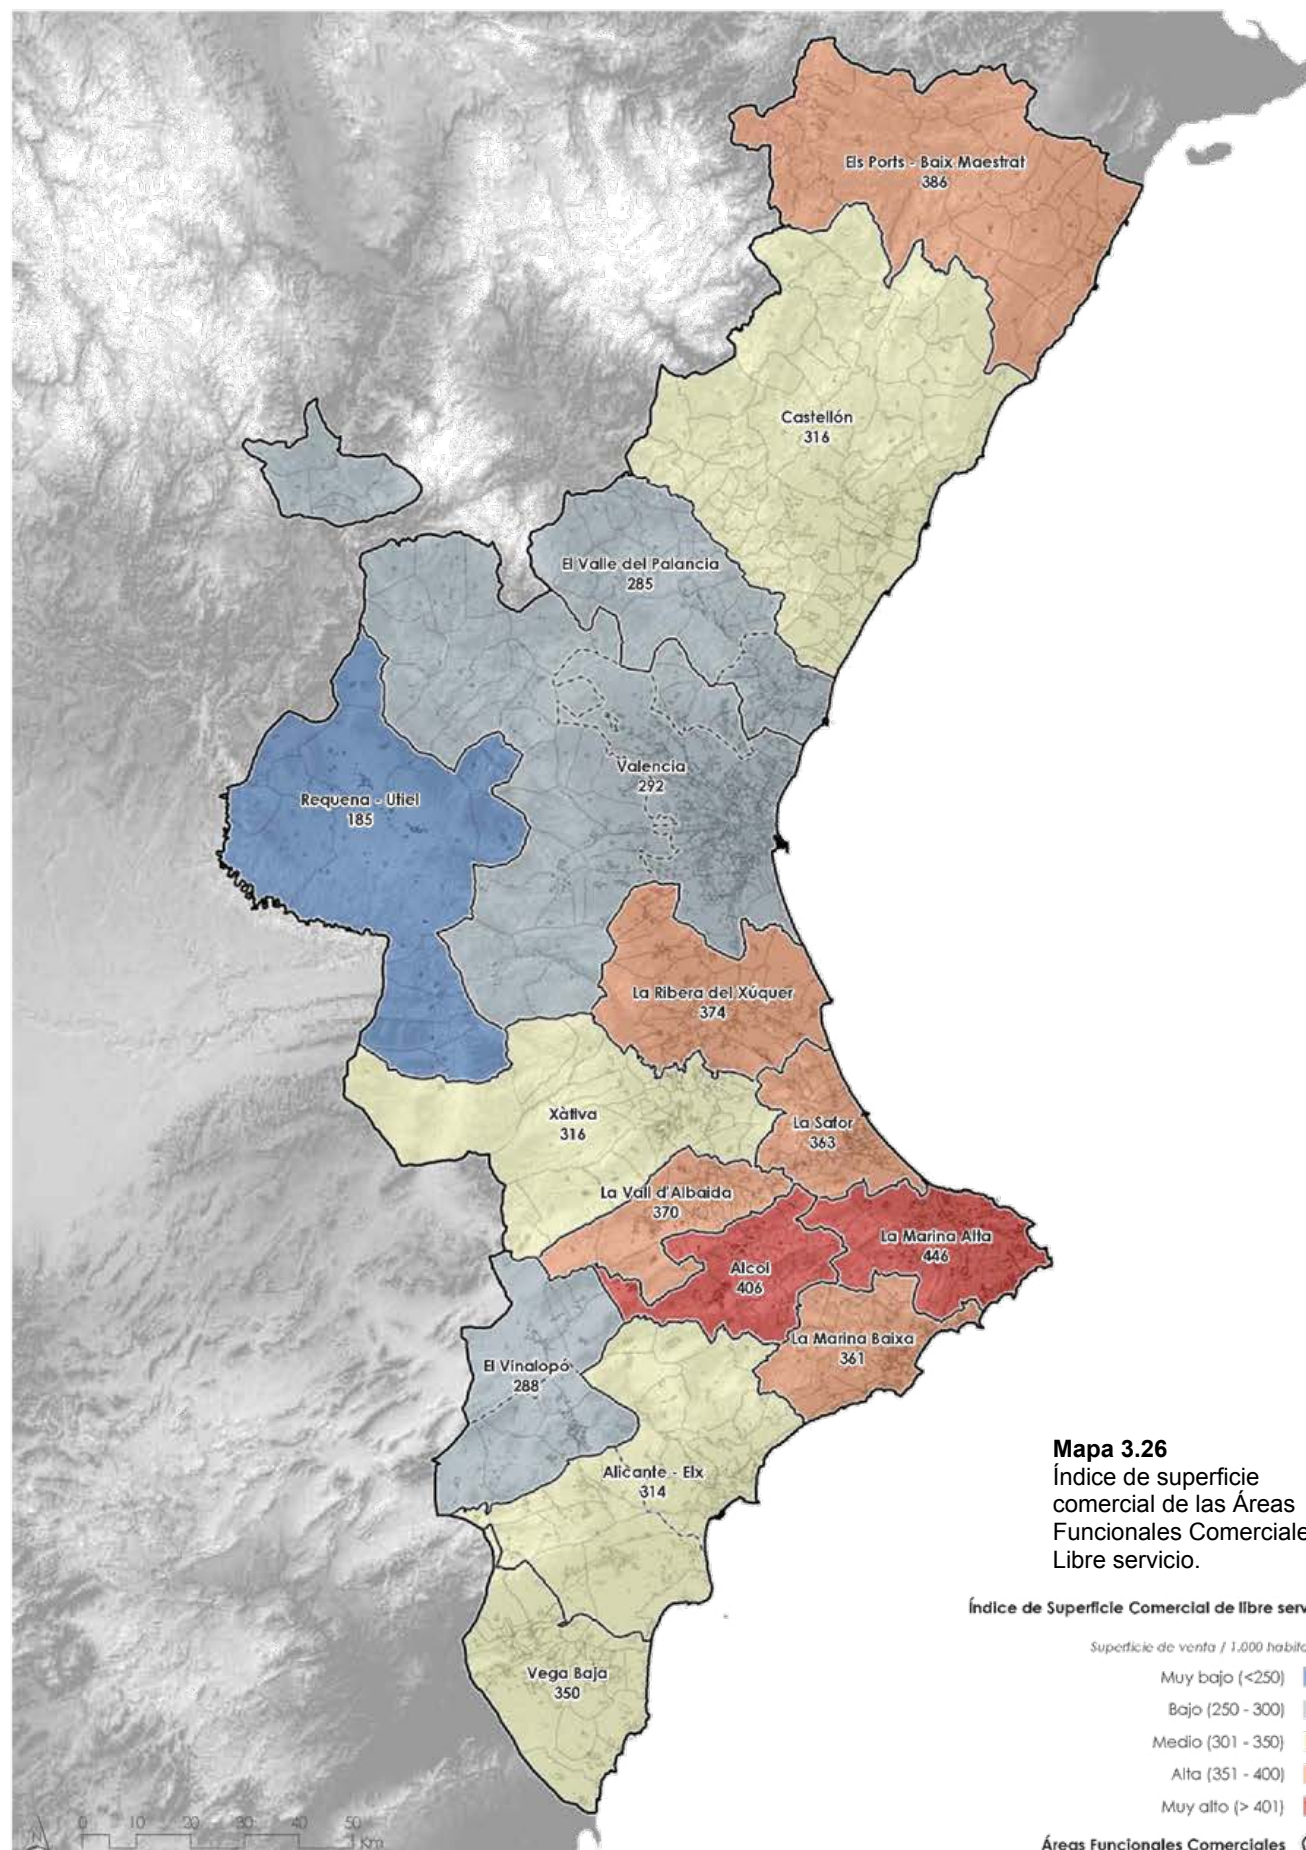 Els Ports - Baix Maestrat
386
Castellón
316
El Valle del Palancia
285
Valencia
292
Requena - Utiel
185
La Ribera del Xúquer
374
Xàtiva
316
La Safor
363
La Vall d'Albaida
370
La Marina Alta
446
Alcoi
406
La Marina Baixa
361
El Vinalopó
288
Alicante - Elx
314
Vega Baja
350
Mapa 3.26
Índice de superficie
comercial de las Áreas
Funcionales Comerciale
Libre servicio.
Índice de Superficie Comercial de libre serv
Superficie de venta / 1.000 habita
Muy bajo (<250)
Bajo (250 - 300)
Medio (301 - 350)
Alta (351 - 400)
Muy alto (> 401)
Áreas Funcionales Comerciales
N
0 10 20 30 40 50
Km